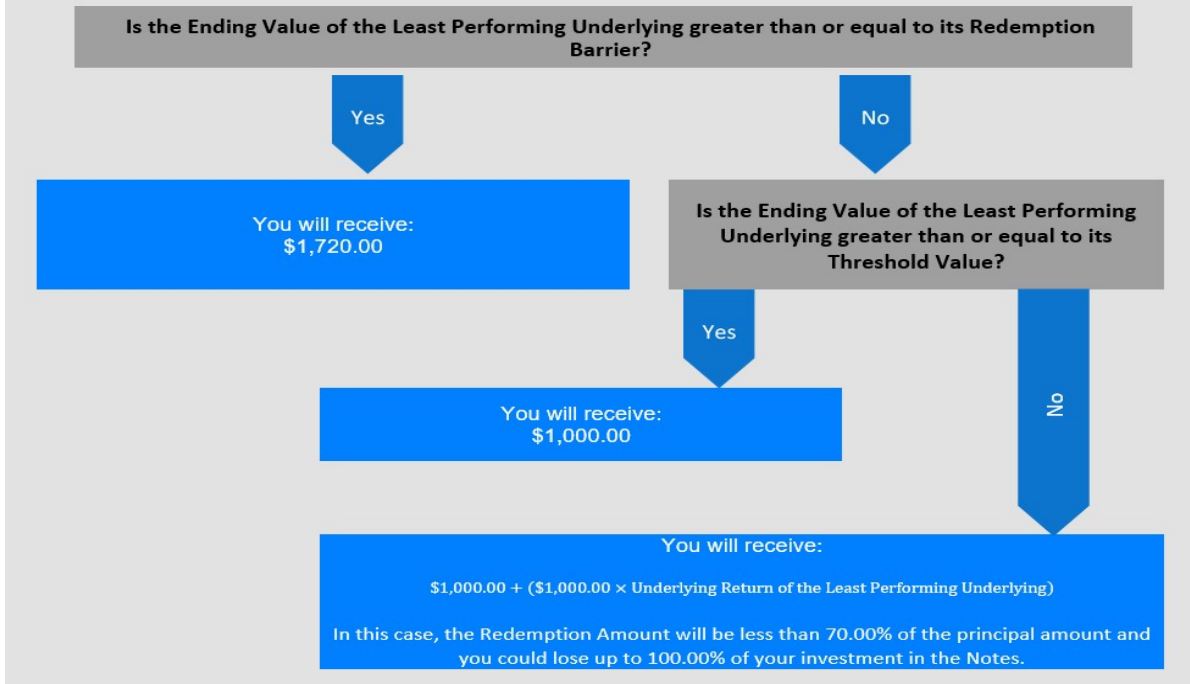 Is the Ending Value of the Least Performing Underlying greater than or equal to its Redemption
Barrier?
Yes
No
You will receive:
$1,720.00
Is the Ending Value of the Least Performing
Underlying greater than or equal to its
Threshold Value?
Yes
No
You will receive:
$1,000.00
You will receive:
$1,000.00 + ($1,000.00 × Underlying Return of the Least Performing Underlying)
In this case, the Redemption Amount will be less than 70.00% of the principal amount and
you could lose up to 100.00% of your investment in the Notes.